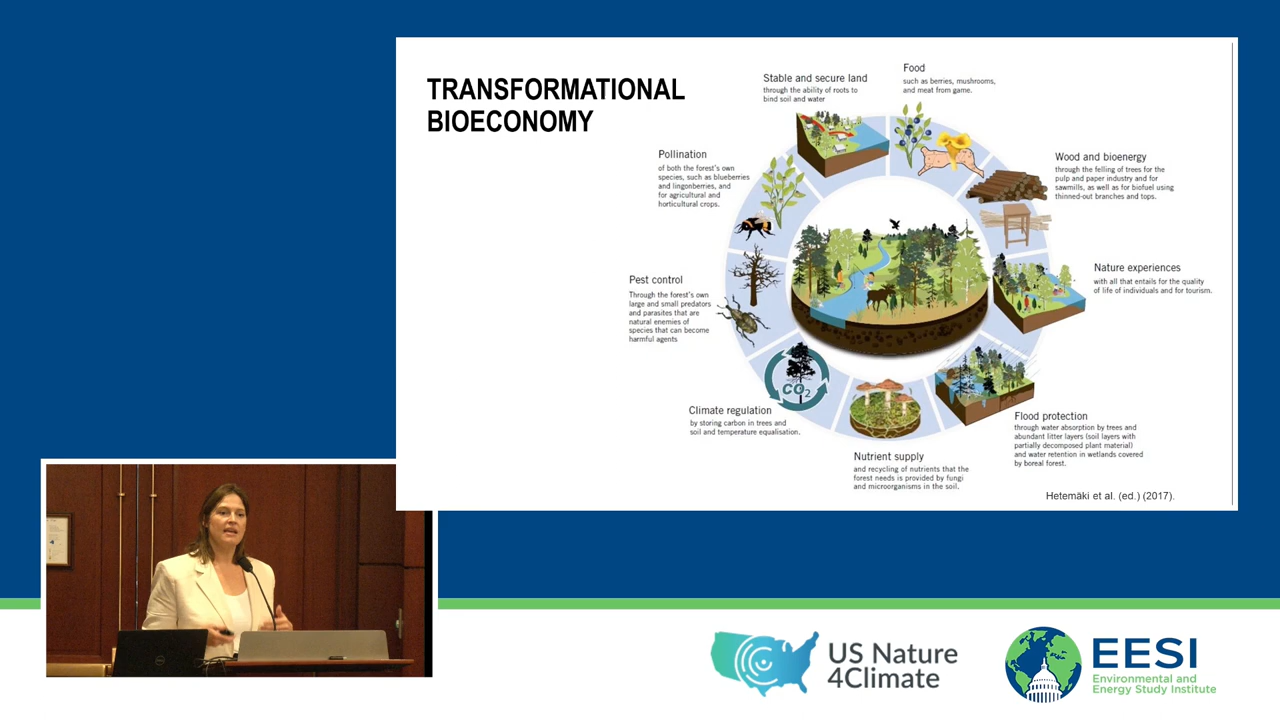 TRANSFORMATIONAL
BIOECONOMY
Stable and secure land
through the ability of roots to
bind soil and water
Food
such as berries, mushrooms,
and meat from game.
Wood and bioenergy
through the felling of trees for the
pulp and paper industry and for
sawmills, as well as for biofuel using
thinned-out branches and tops.
Nature experiences
with all that entails for the quality
of life of individuals and for tourism.
Flood protection
through water absorption by trees and
abundant litter layers (soil layers with
partially decomposed plant material)
and water retention in wetlands covered
by boreal forest.
Nutrient supply
and recycling of nutrients that the
forest needs is provided by fungi
and microorganisms in the soil.
Climate regulation
by storing carbon in trees and
soil and temperature equalisation.
CO2
Pest control
Through the forest's own
large and small predators
and parasites that are
natural enemies of
species that can become
harmful agents
Pollination
of both the forest's own
species, such as blueberries
and lingonberries, and
for agricultural and
horticultural crops.
Hetemäki et al. (ed.) (2017).
US Nature
4Climate
EESI
Environmental and
Energy Study Institute